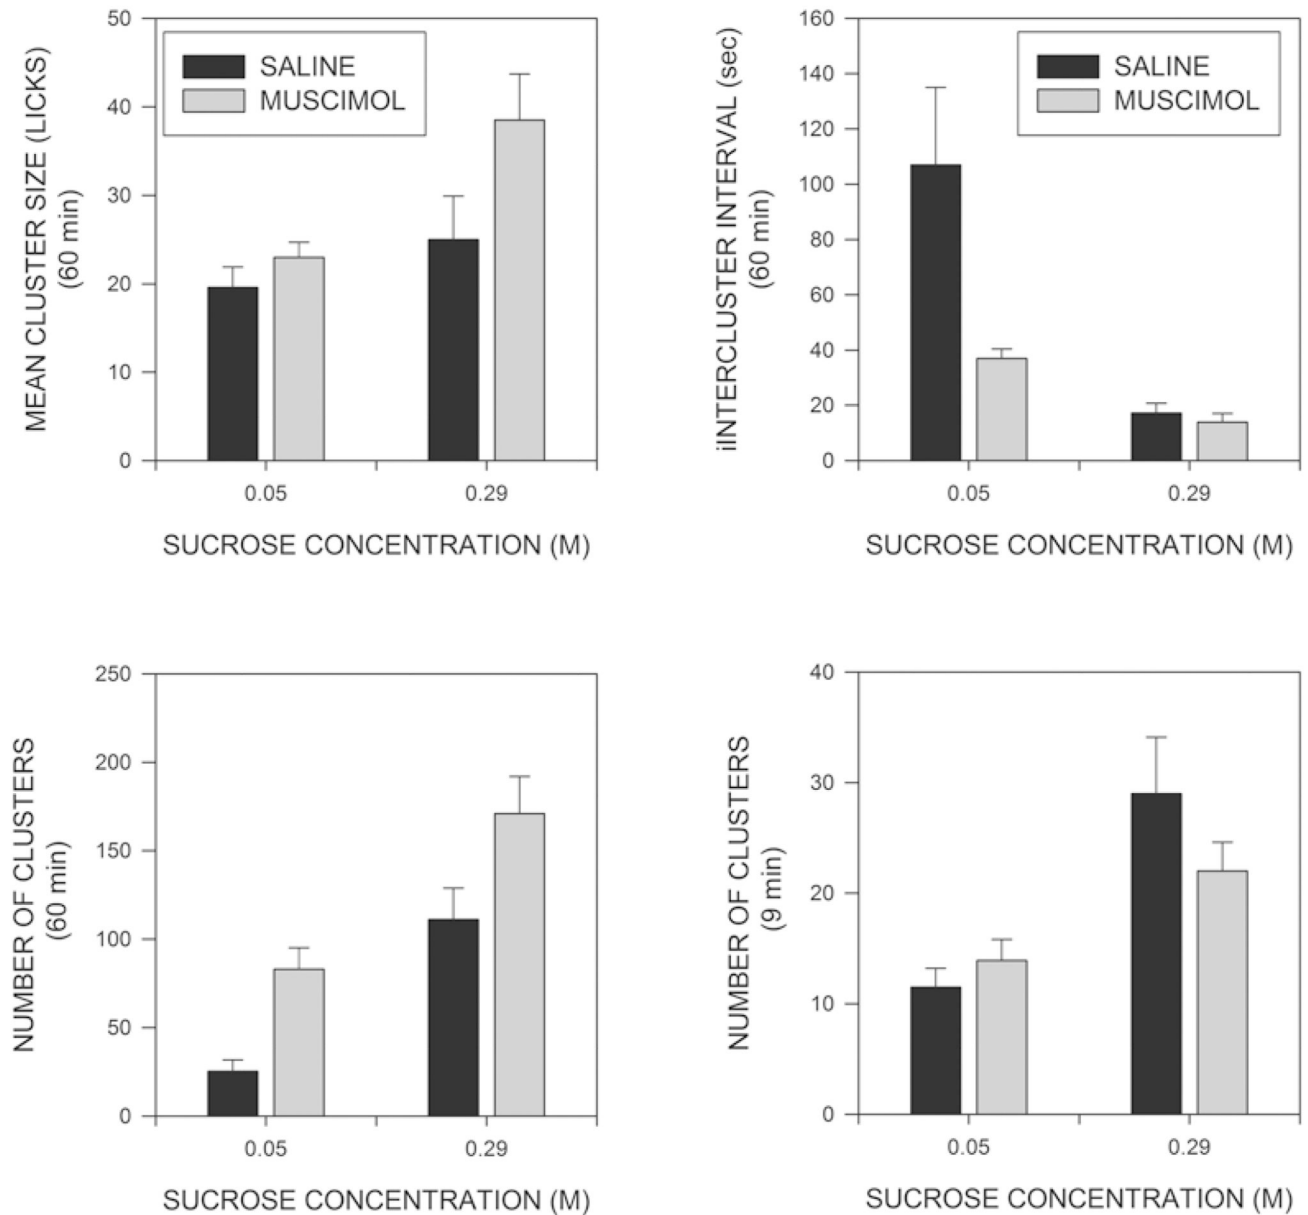 MEAN CLUSTER SIZE (LICKS)
(60 min)
50
40
30
20
10
0
SALINE
MUSCIMOL
0.05
0.29
SUCROSE CONCENTRATION (M)
iINTERCLUSTER INTERVAL (sec)
(60 min)
160
140
120
100
80
60
40
20
0
SALINE
MUSCIMOL
0.05
0.29
SUCROSE CONCENTRATION (M)
NUMBER OF CLUSTERS
(60 min)
250
200
150
100
50
0
0.05
0.29
SUCROSE CONCENTRATION (M)
NUMBER OF CLUSTERS
(9 min)
40
30
20
10
0
0.05
0.29
SUCROSE CONCENTRATION (M)